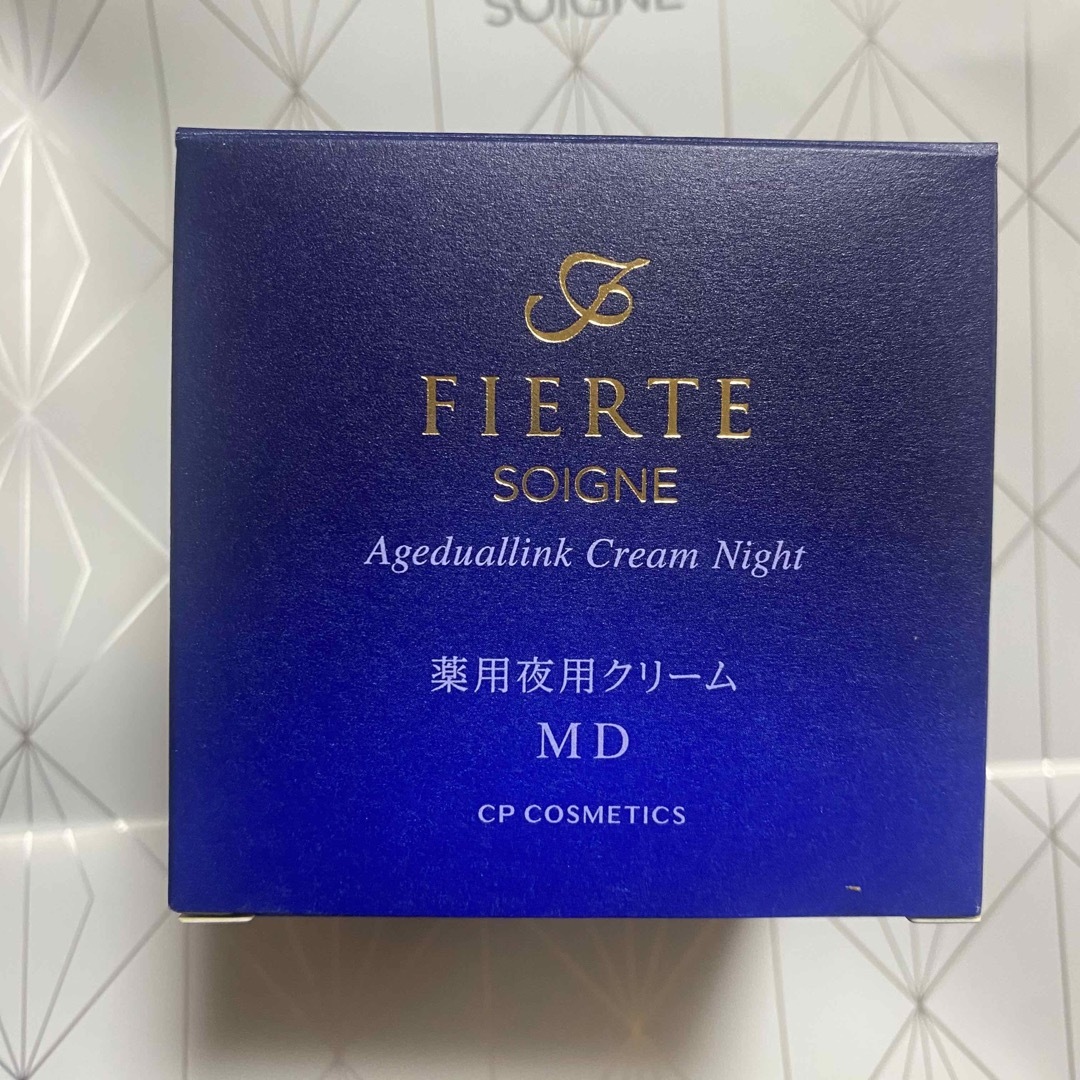 SOIGNE
FIERTE
SOIGNE
Ageduallink Cream Night
薬用夜用クリーム
MD
CP COSMETICS